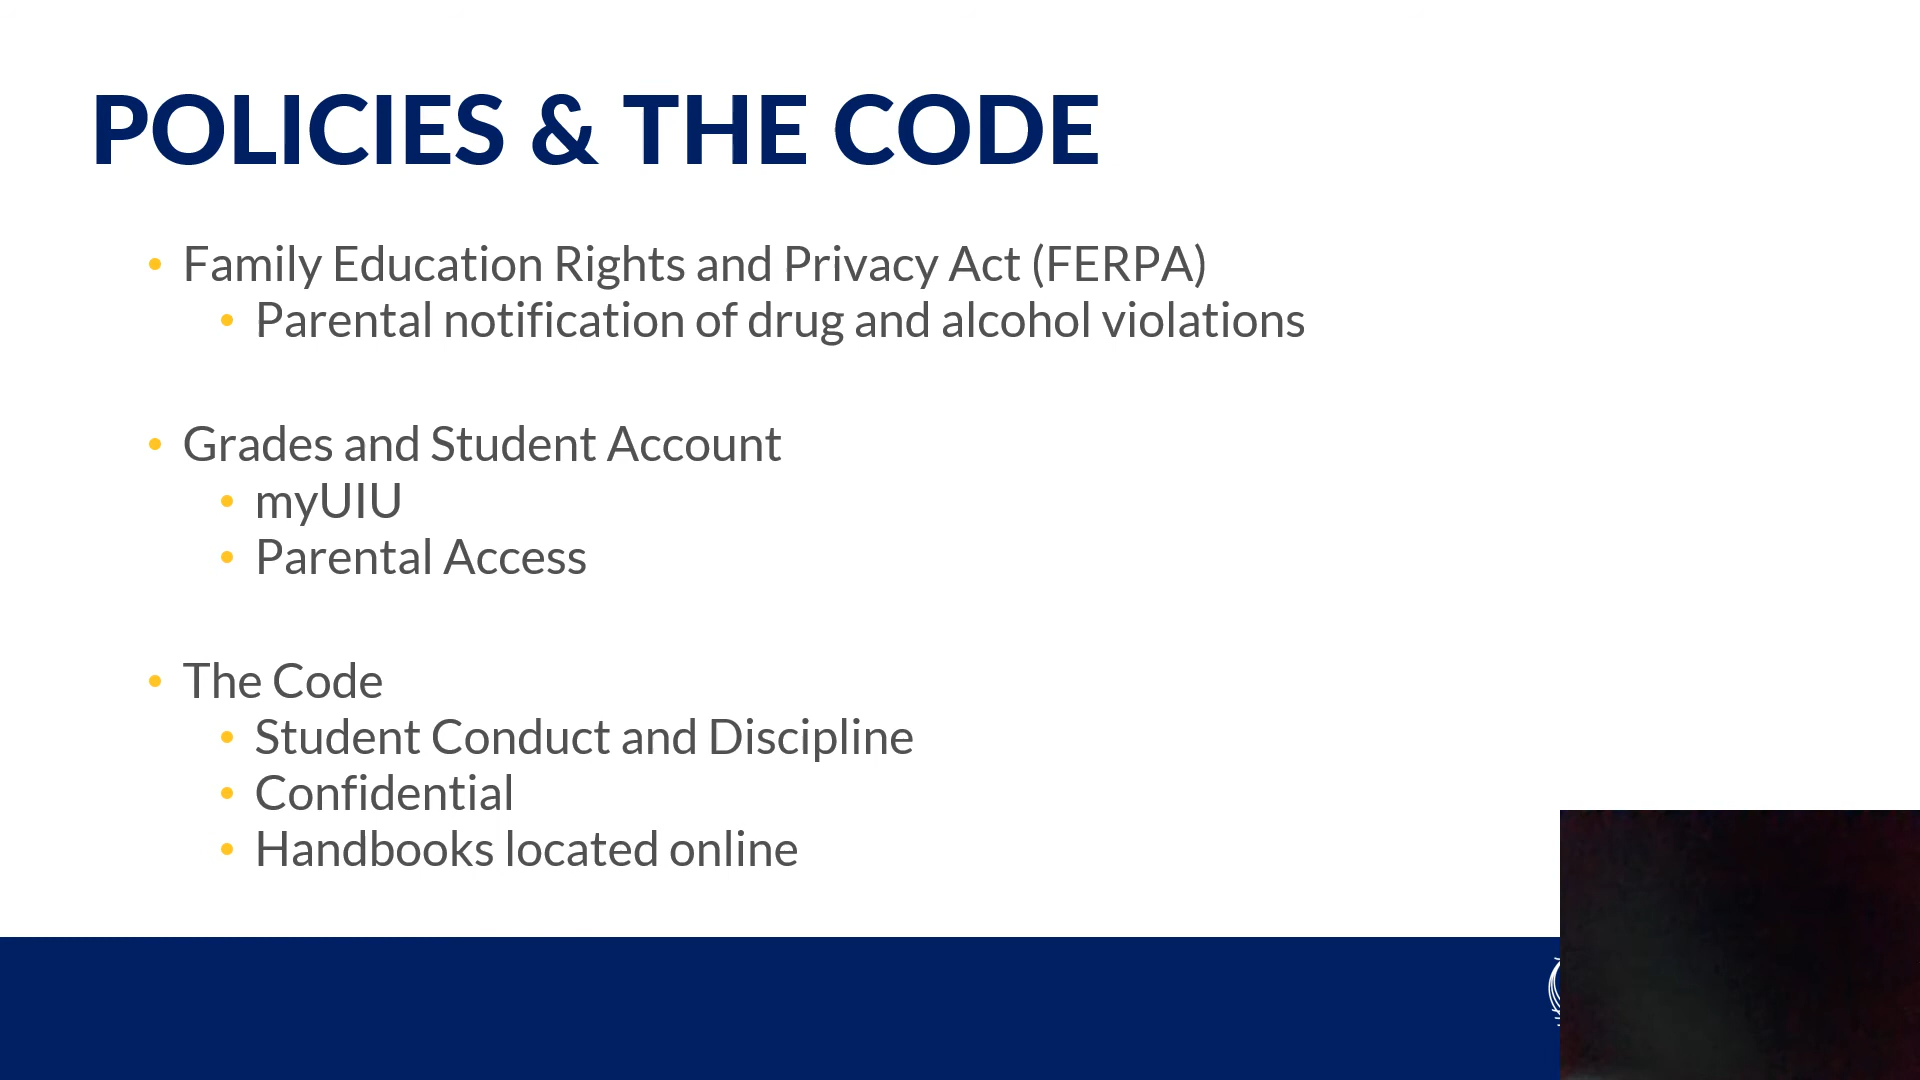 POLICIES & THE CODE
• Family Education Rights and Privacy Act (FERPA)
• Parental notification of drug and alcohol violations
• Grades and Student Account
• myUIU
• Parental Access
• The Code
• Student Conduct and Discipline
• Confidential
• Handbooks located online